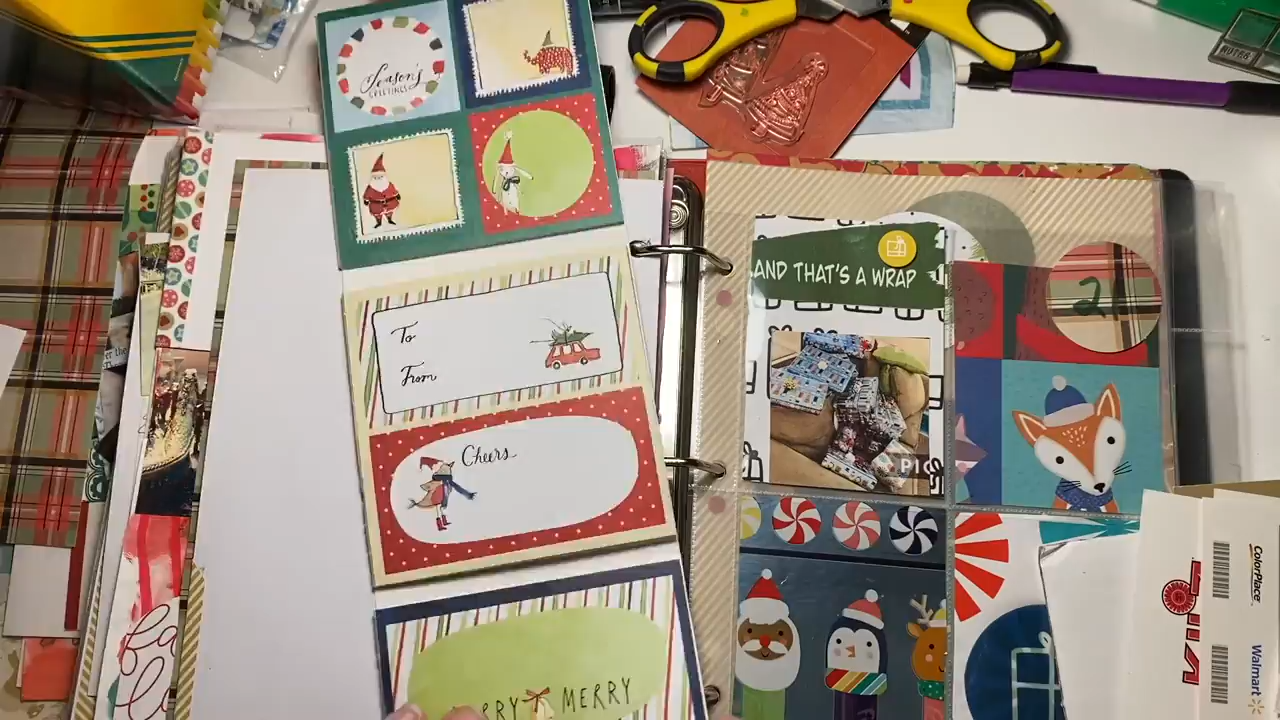 Season's
GREETINGS
To
From
Cheers
MERRY
AND THAT'S A WRAP
21
ColorPlace
Walmart